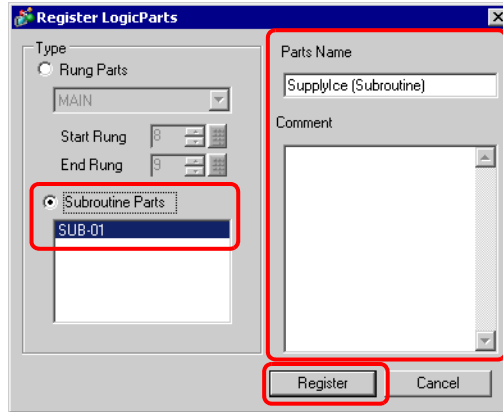 Register LogicParts
Type
Rung Parts
MAIN
Start Rung 8
End Rung 9
Subroutine Parts
SUB-01
Parts Name
SupplyIce (Subroutine)
Comment
Register Cancel